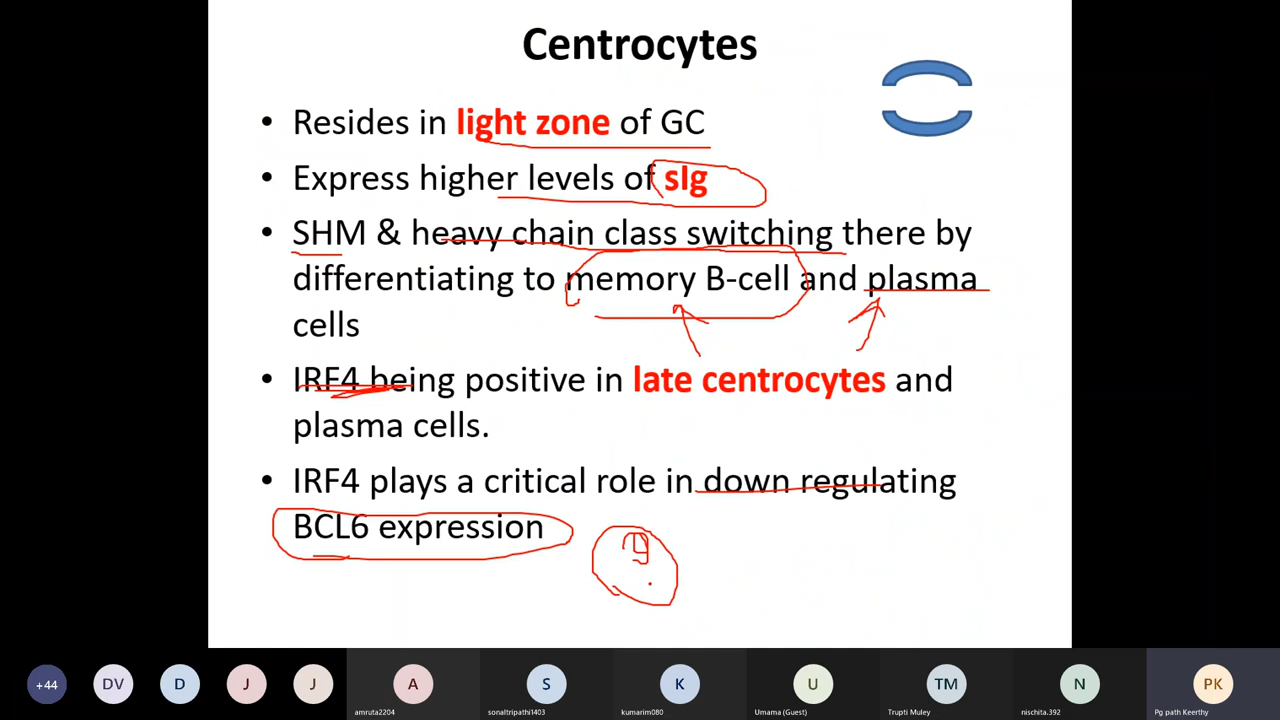 Centrocytes
• Resides in light zone of GC
• Express higher levels of sIg
• SHM & heavy chain class switching there by
differentiating to memory B-cell and plasma
cells
• IRF4 being positive in late centrocytes and
plasma cells.
• IRF4 plays a critical role in down regulating
BCL6 expression
+44 DV D J J A S K U TM N PK
amruta2204 sonaltripathi1403 kumarim080 Umama (Guest) Trupti Muley nischita.392 Pg path Keerthy